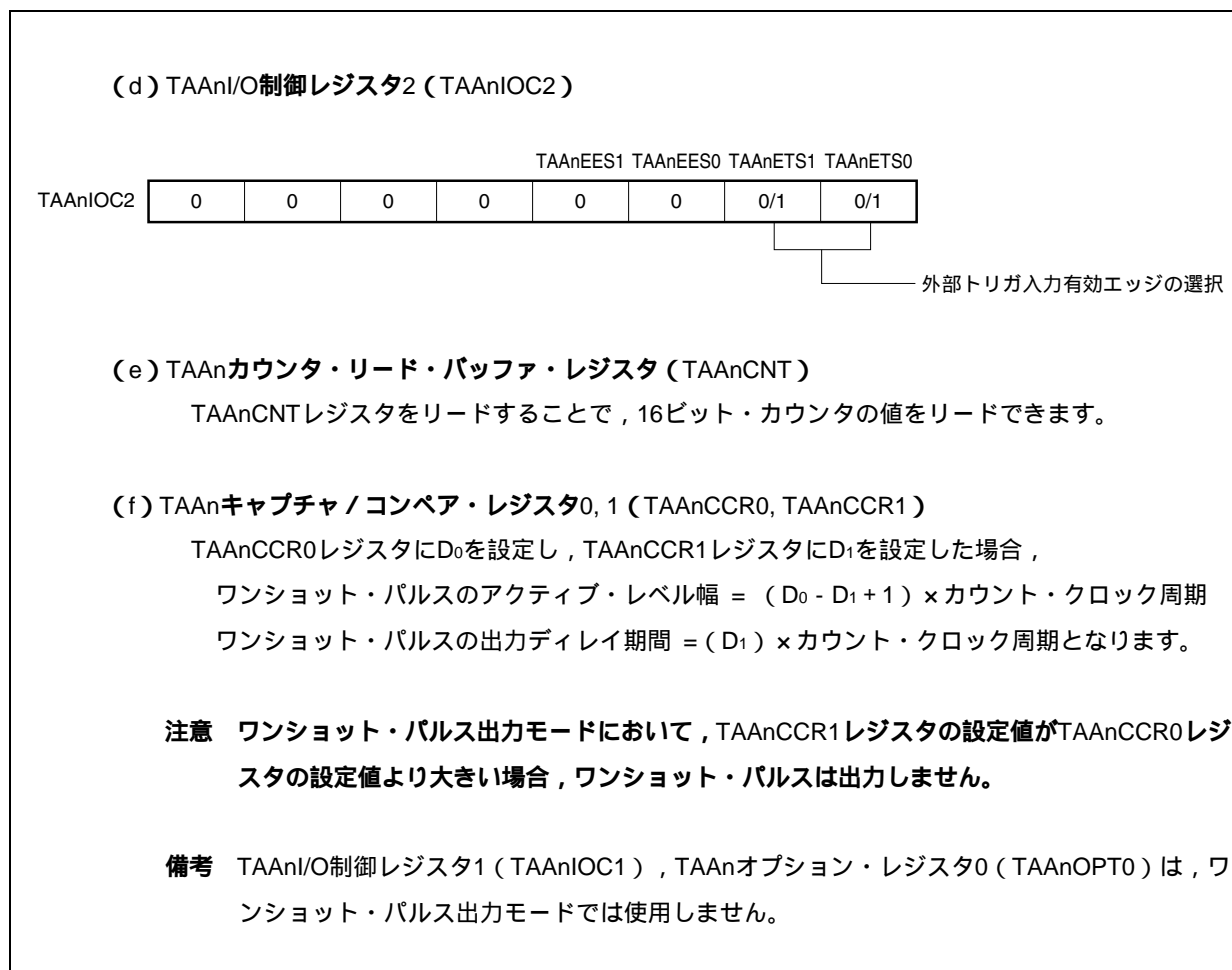 (d)TAAnI/O制御レジスタ2(TAAnIOC2)
TAAnEES1 TAAnEES0 TAAnETS1 TAAnETS0
TAAnIOC2 0 0 0 0 0 0 0/1 0/1
外部トリガ入力有効エッジの選択
(e)TAAnカウンタ・リード・バッファ・レジスタ(TAAnCNT)
TAAnCNTレジスタをリードすることで,16ビット・カウンタの値をリードできます。
(f)TAAnキャプチャ/コンペア・レジスタ0, 1(TAAnCCR0, TAAnCCR1)
TAAnCCR0レジスタにD0を設定し,TAAnCCR1レジスタにD1を設定した場合,
ワンショット・パルスのアクティブ・レベル幅 = (D0 - D1 + 1)×カウント・クロック周期
ワンショット・パルスの出力ディレイ期間 =(D1)×カウント・クロック周期となります。
注意 ワンショット・パルス出力モードにおいて,TAAnCCR1レジスタの設定値がTAAnCCR0レジ
スタの設定値より大きい場合,ワンショット・パルスは出力しません。
備考 TAAnI/O制御レジスタ1(TAAnIOC1),TAAnオプション・レジスタ0(TAAnOPT0)は,ワ
ンショット・パルス出力モードでは使用しません。